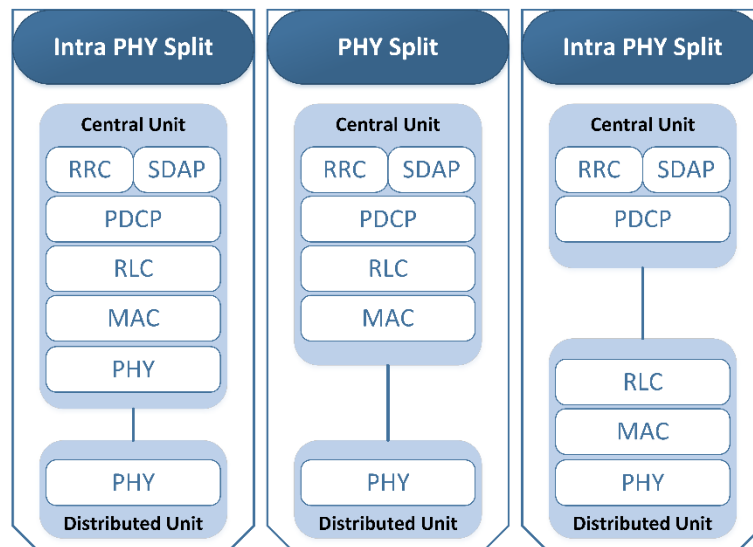 Intra PHY Split
Central Unit
RRC SDAP
PDCP
RLC
MAC
PHY
PHY
Distributed Unit
PHY Split
Central Unit
RRC SDAP
PDCP
RLC
MAC
PHY
Distributed Unit
Intra PHY Split
Central Unit
RRC SDAP
PDCP
RLC
MAC
PHY
Distributed Unit